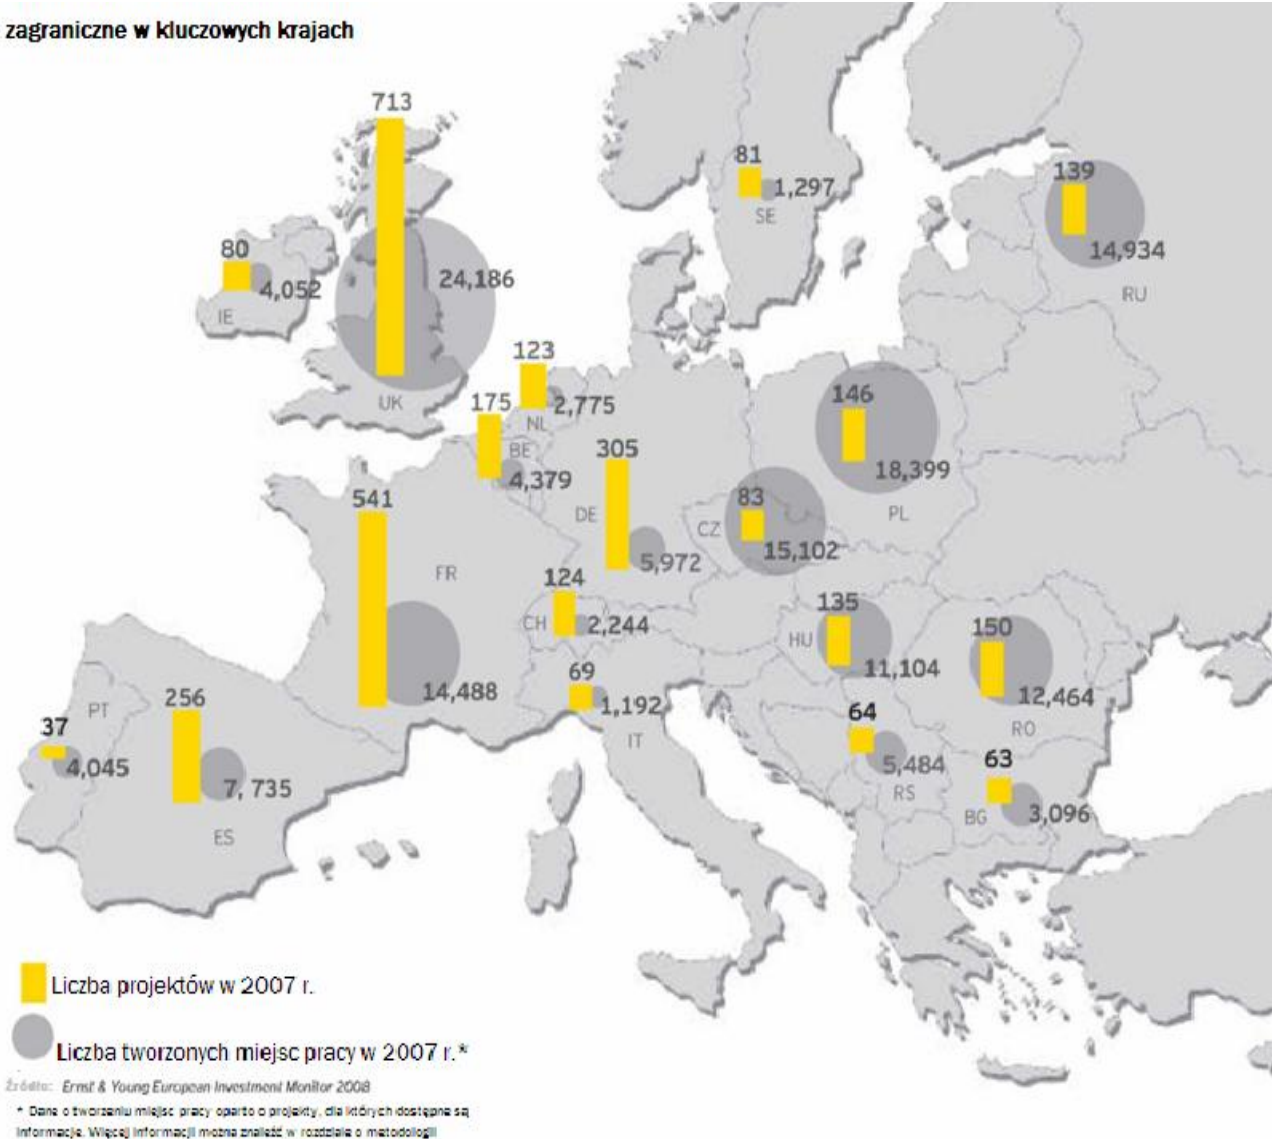 zagraniczne w kluczowych krajach
713
24,186
UK
81
1,297
SE
139
14,934
RU
80
4,052
IE
123
2,775
NL
175
BE
4,379
146
18,399
PL
305
DE
5,972
83
CZ
15,102
541
FR
14,488
124
CH
2,244
135
HU
11,104
150
12,464
RO
69
1,192
IT
256
7, 735
ES
37
PT
4,045
64
5,484
RS
63
BG
3,096
Liczba projektów w 2007 r.
Liczba tworzonych miejsc pracy w 2007 r.*
Źródło: Ernst & Young European Investment Monitor 2008
* Dane o tworzeniu miejsc pracy oparto o projekty, dla których dostępne są
informacje. Więcej informacji można znaleźć w rozdziale o metodologii